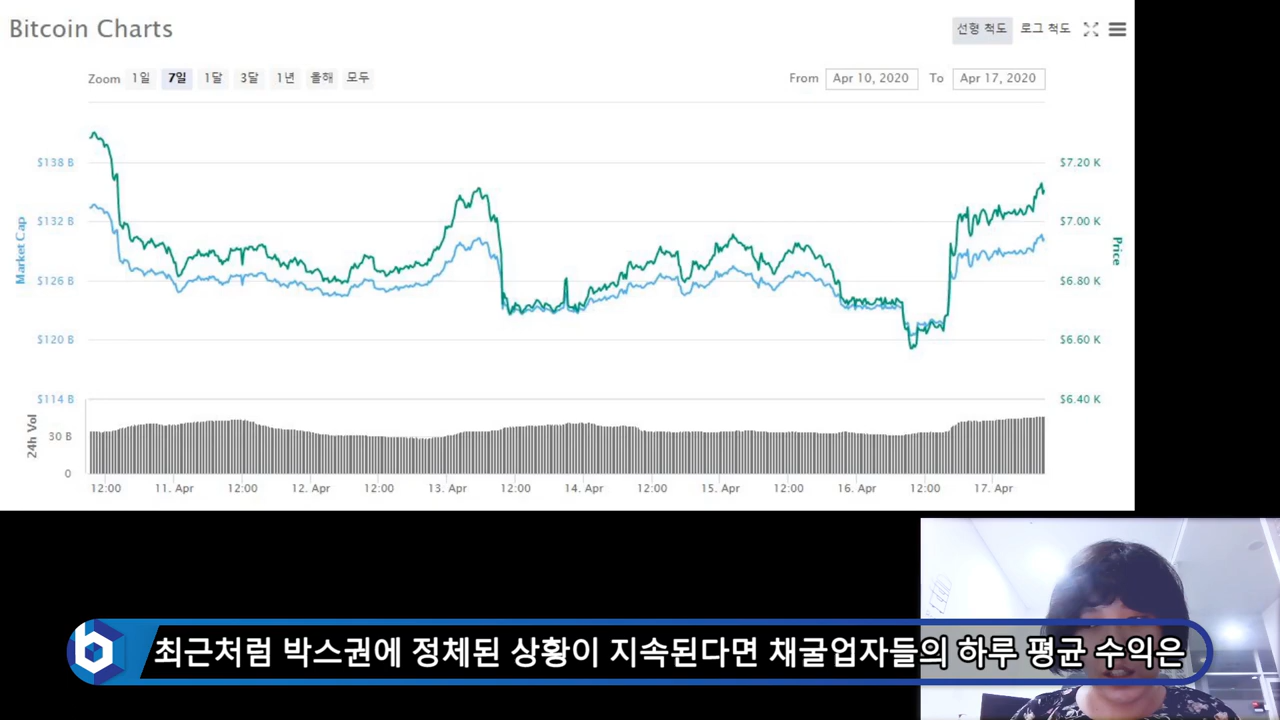 Bitcoin Charts
선형 척도 로그 척도
Zoom 1일 7일 1달 3달 1년 올해 모두
From Apr 10, 2020 To Apr 17, 2020
$138 B $7.20 K
$132 B $7.00 K
Market Cap
Price
$126 B $6.80 K
$120 B $6.60 K
$114 B $6.40 K
24h Vol
30 B
0
12:00 11. Apr 12:00 12. Apr 12:00 13. Apr 12:00 14. Apr 12:00 15. Apr 12:00 16. Apr 12:00 17. Apr
b 최근처럼 박스권에 정체된 상황이 지속된다면 채굴업자들의 하루 평균 수익은